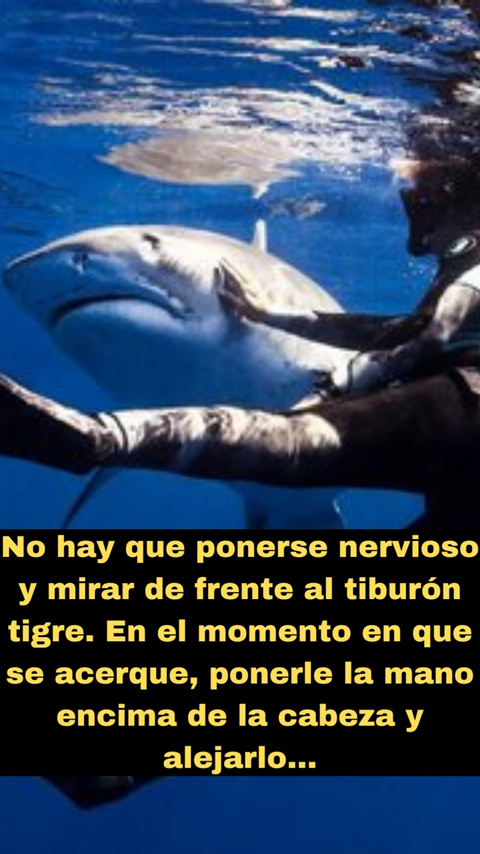 No hay que ponerse nervioso
y mirar de frente al tiburón
tigre. En el momento en que
se acerque, ponerle la mano
encima de la cabeza y
alejarlo...